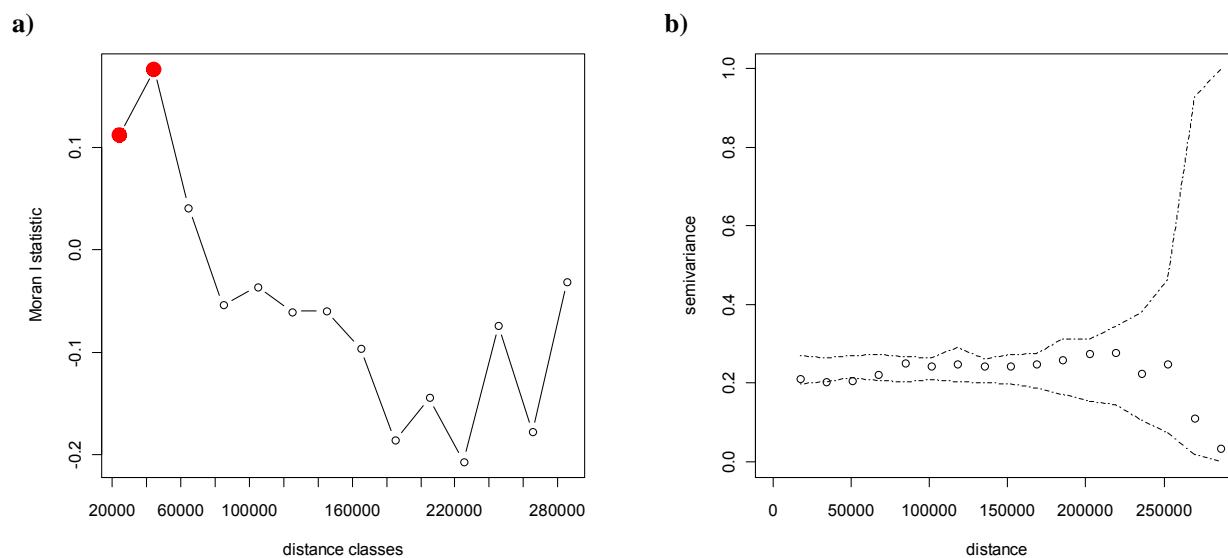 a)
0.1
0.0
-0.1
-0.2
Moran I statistic
20000 60000 100000 160000 220000 280000
distance classes
b)
1.0
0.8
0.6
0.4
0.2
0.0
semivariance
0 50000 100000 150000 200000 250000
distance